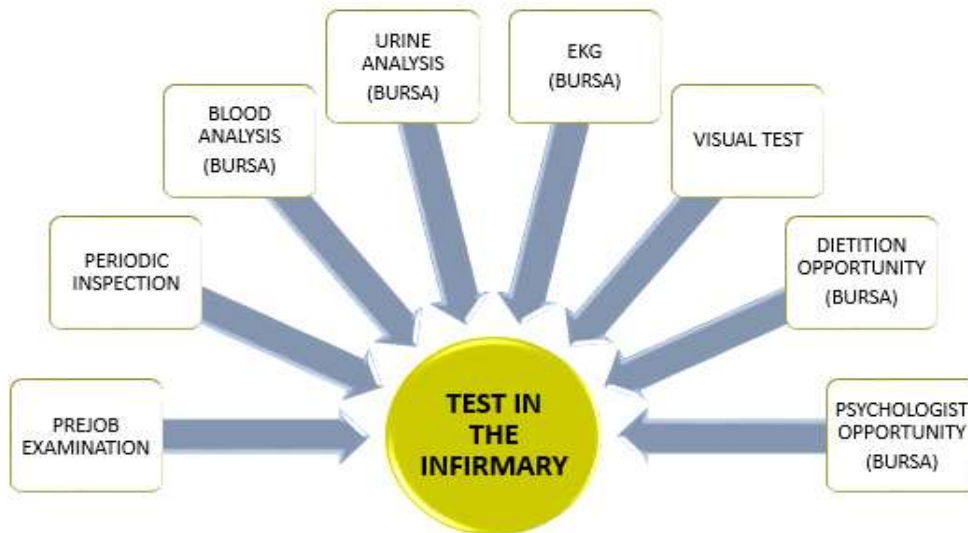 PREJOB
EXAMINATION
PERIODIC
INSPECTION
BLOOD
ANALYSIS
(BURSA)
URINE
ANALYSIS
(BURSA)
EKG
(BURSA)
VISUAL TEST
DIETITION
OPPORTUNITY
(BURSA)
PSYCHOLOGIST
OPPORTUNITY
(BURSA)
TEST IN
THE
INFIRMARY